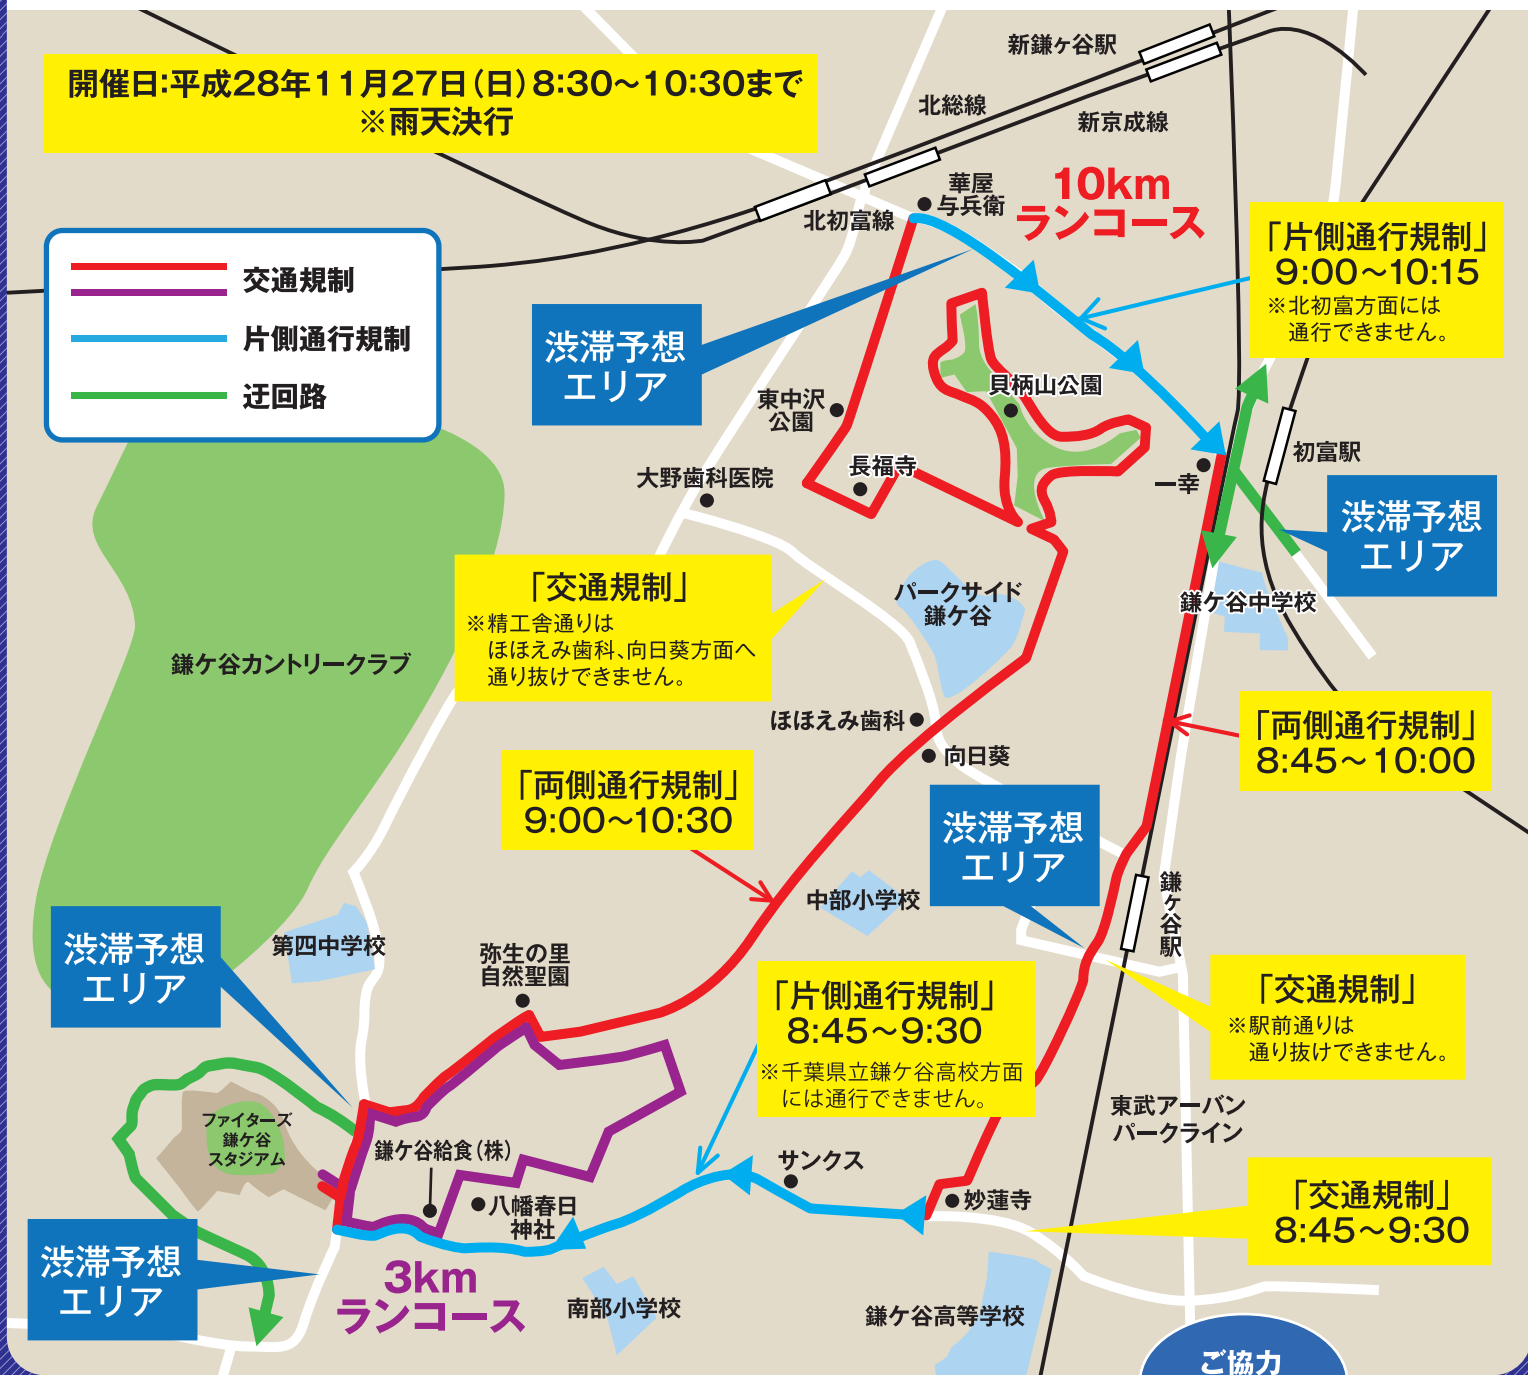 開催日:平成28年11月27日(日)8:30〜10:30まで
※雨天決行
新鎌ヶ谷駅
北総線
新京成線
華屋
与兵衛
北初富線
10km
ランコース
「片側通行規制」
9:00〜10:15
※北初富方面には
通行できません。
交通規制
片側通行規制
迂回路
渋滞予想
エリア
貝柄山公園
東中沢
公園
長福寺
大野歯科医院
一幸
初富駅
渋滞予想
エリア
「交通規制」
※精工舎通りは
ほほえみ歯科、向日葵方面へ
通り抜けできません。
パークサイド
鎌ケ谷
鎌ケ谷中学校
鎌ケ谷カントリークラブ
ほほえみ歯科
向日葵
「両側通行規制」
8:45〜10:00
「両側通行規制」
9:00〜10:30
渋滞予想
エリア
中部小学校
鎌ヶ谷駅
渋滞予想
エリア
第四中学校
弥生の里
自然聖園
「片側通行規制」
8:45〜9:30
※千葉県立鎌ケ谷高校方面
には通行できません。
「交通規制」
※駅前通りは
通り抜けできません。
東武アーバン
パークライン
ファイターズ
鎌ケ谷
スタジアム
鎌ケ谷給食(株)
サンクス
八幡春日
神社
妙蓮寺
「交通規制」
8:45〜9:30
渋滞予想
エリア
3km
ランコース
南部小学校
鎌ケ谷高等学校
ご協力